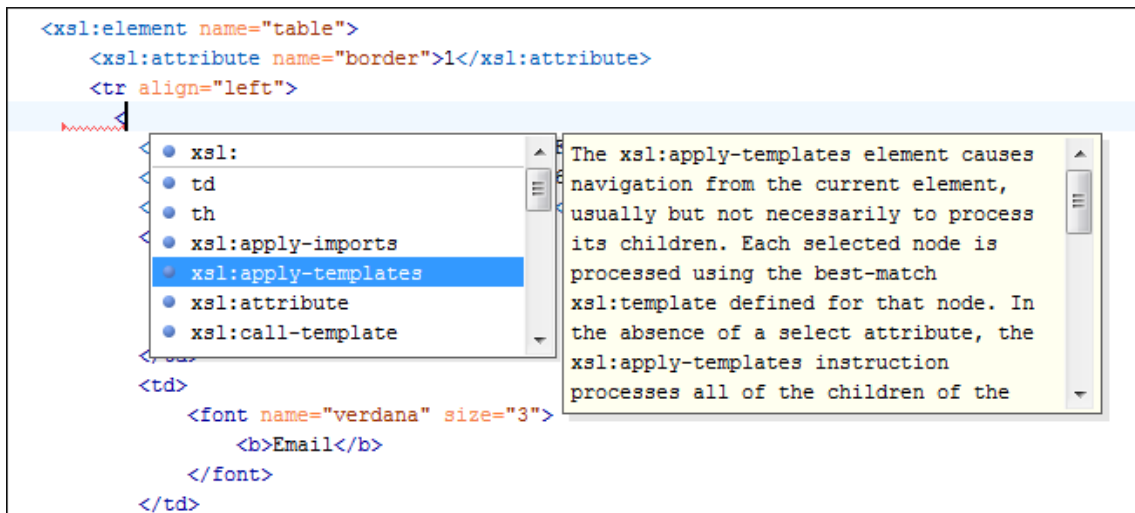 <xsl:element name="table">
<xsl:attribute name="border">1</xsl:attribute>
<tr align="left">
<
xsl:
td
th
xsl:apply-imports
xsl:apply-templates
xsl:attribute
xsl:call-template
The xsl:apply-templates element causes
navigation from the current element,
usually but not necessarily to process
its children. Each selected node is
processed using the best-match
xsl:template defined for that node. In
the absence of a select attribute, the
xsl:apply-templates instruction
processes all of the children of the
<td>
<font name="verdana" size="3">
<b>Email</b>
</font>
</td>